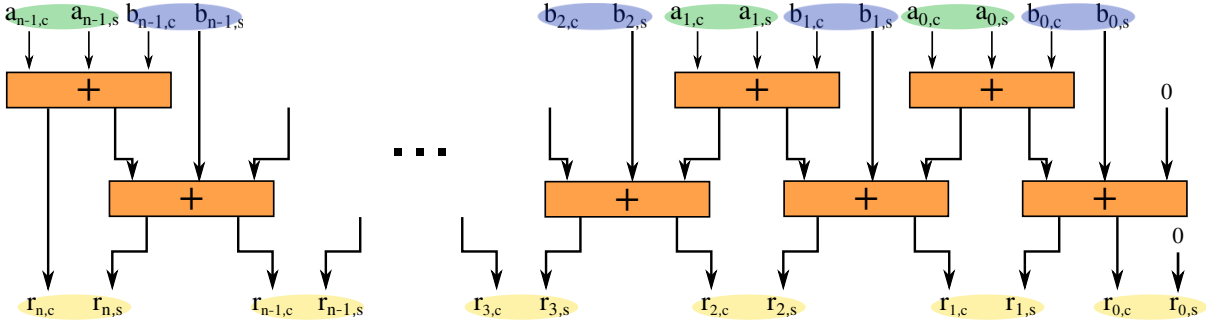 a_{n-1,c} a_{n-1,s} b_{n-1,c} b_{n-1,s} b_{2,c} b_{2,s} a_{1,c} a_{1,s} b_{1,c} b_{1,s} a_{0,c} a_{0,s} b_{0,c} b_{0,s}
+ + + 0
...
+ + + +
0
r_{n,c} r_{n,s} r_{n-1,c} r_{n-1,s} r_{3,c} r_{3,s} r_{2,c} r_{2,s} r_{1,c} r_{1,s} r_{0,c} r_{0,s}